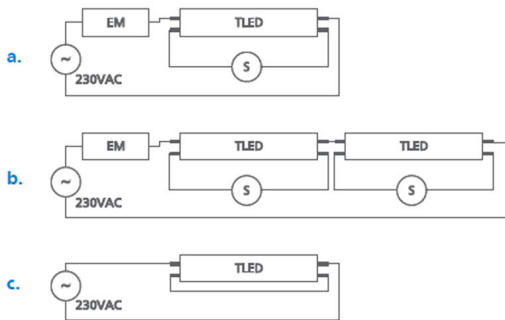 EM TLED
a. ~ S
230VAC
EM TLED TLED
b. ~ S S
230VAC
TLED
c. ~
230VAC